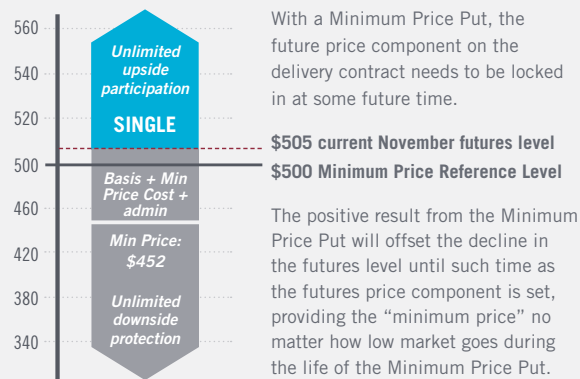 560
540
520
500
460
420
380
340
Unlimited
upside
participation
SINGLE
Basis + Min
Price Cost +
admin
Min Price:
$452
Unlimited
downside
protection
With a Minimum Price Put, the
future price component on the
delivery contract needs to be locked
in at some future time.
$505 current November futures level
$500 Minimum Price Reference Level
The positive result from the Minimum
Price Put will offset the decline in
the futures level until such time as
the futures price component is set,
providing the “minimum price” no
matter how low market goes during
the life of the Minimum Price Put.